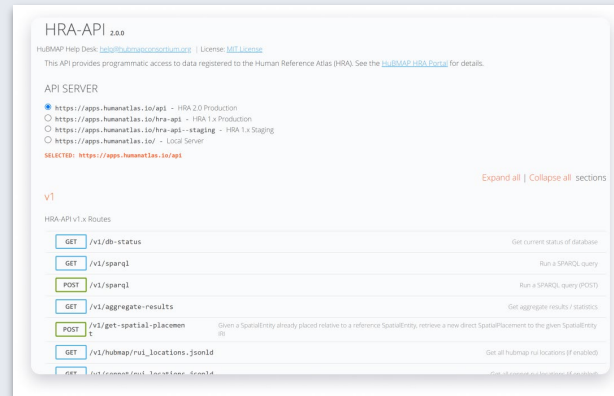 HRA-API 2.0.0
HuBMAP Help Desk: help@hubmapconsortium.org | License: MIT License
This API provides programmatic access to data registered to the Human Reference Atlas (HRA). See the HuBMAP HRA Portal for details.
API SERVER
https://apps.humanatlas.io/api – HRA 2.0 Production
https://apps.humanatlas.io/hra-api – HRA 1.x Production
https://apps.humanatlas.io/hra-api--staging – HRA 1.x Staging
https://apps.humanatlas.io/ – Local Server
SELECTED: https://apps.humanatlas.io/api
Expand all | Collapse all sections
v1
HRA-API v1.x Routes
GET /v1/db-status Get current status of database
GET /v1/sparql Run a SPARQL query
POST /v1/sparql Run a SPARQL query (POST)
GET /v1/aggregate-results Get aggregate results / statistics
POST /v1/get-spatial-placemen Given a SpatialEntity already placed relative to a reference SpatialEntity, retrieve a new direct SpatialPlacement to the given SpatialEntity
t IRI
GET /v1/hubmap/rui_locations.jsonld Get all hubmap rui locations (if enabled)
GET